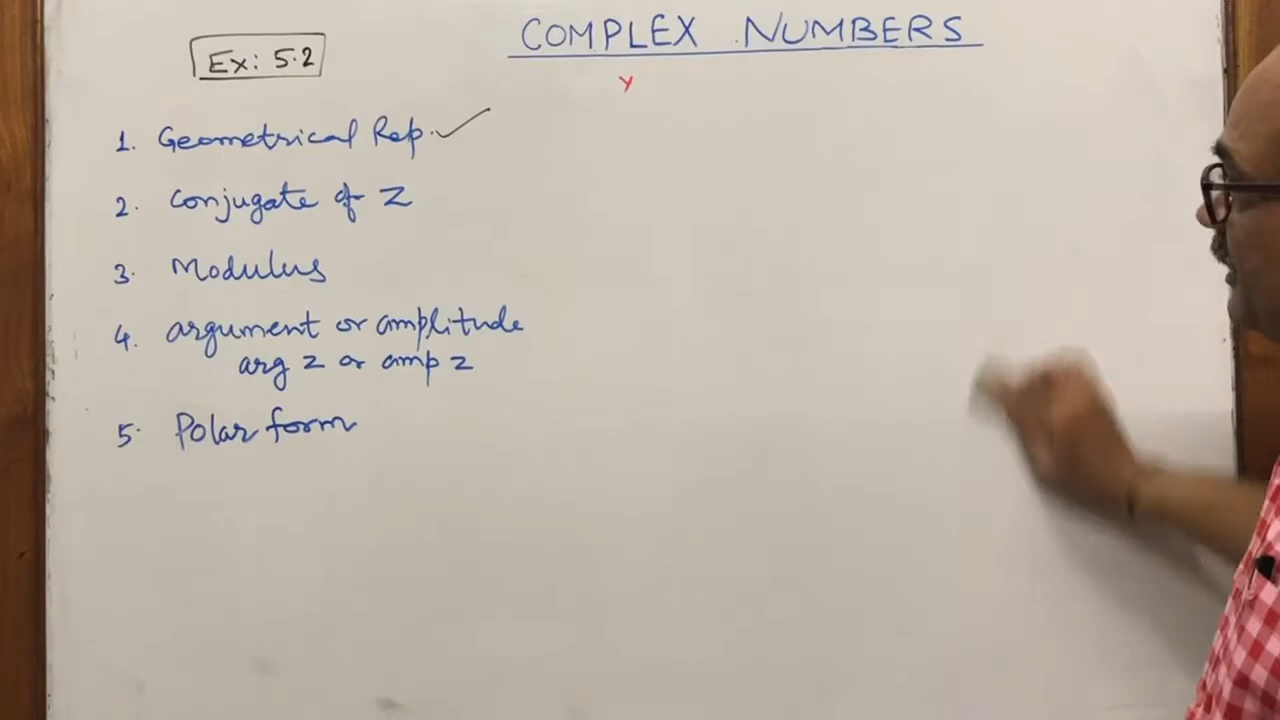 COMPLEX NUMBERS
Ex: 5.2
Y
1. Geometrical Rep. ✓
2. Conjugate of Z
3. Modulus
4. argument or amplitude
arg z or amp z
5. Polar form